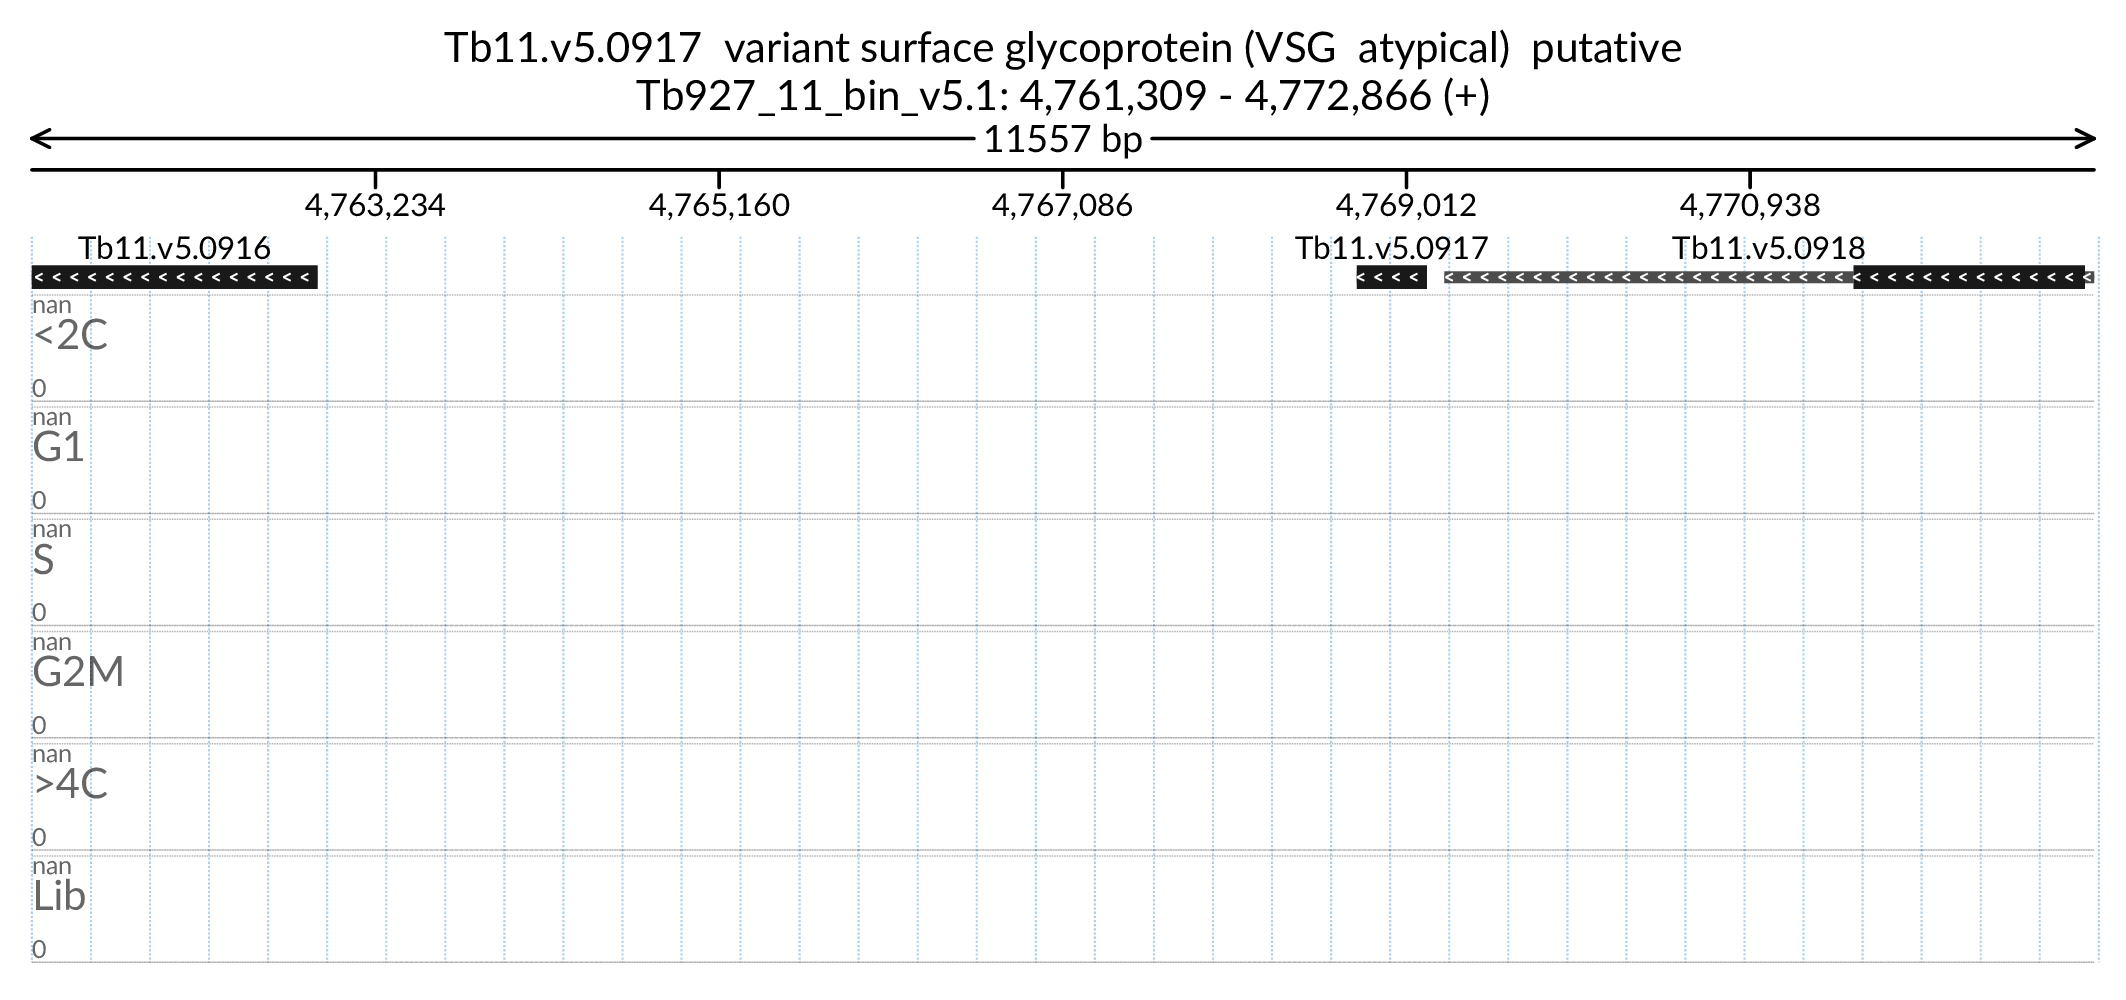 Tb11.v5.0917  variant surface glycoprotein (VSG  atypical)  putative
Tb927_11_bin_v5.1: 4,761,309 - 4,772,866 (+)
11557 bp
4,763,234 4,765,160 4,767,086 4,769,012 4,770,938
Tb11.v5.0916 Tb11.v5.0917 Tb11.v5.0918
nan
<2C
0
nan
G1
0
nan
S
0
nan
G2M
0
nan
>4C
0
nan
Lib
0